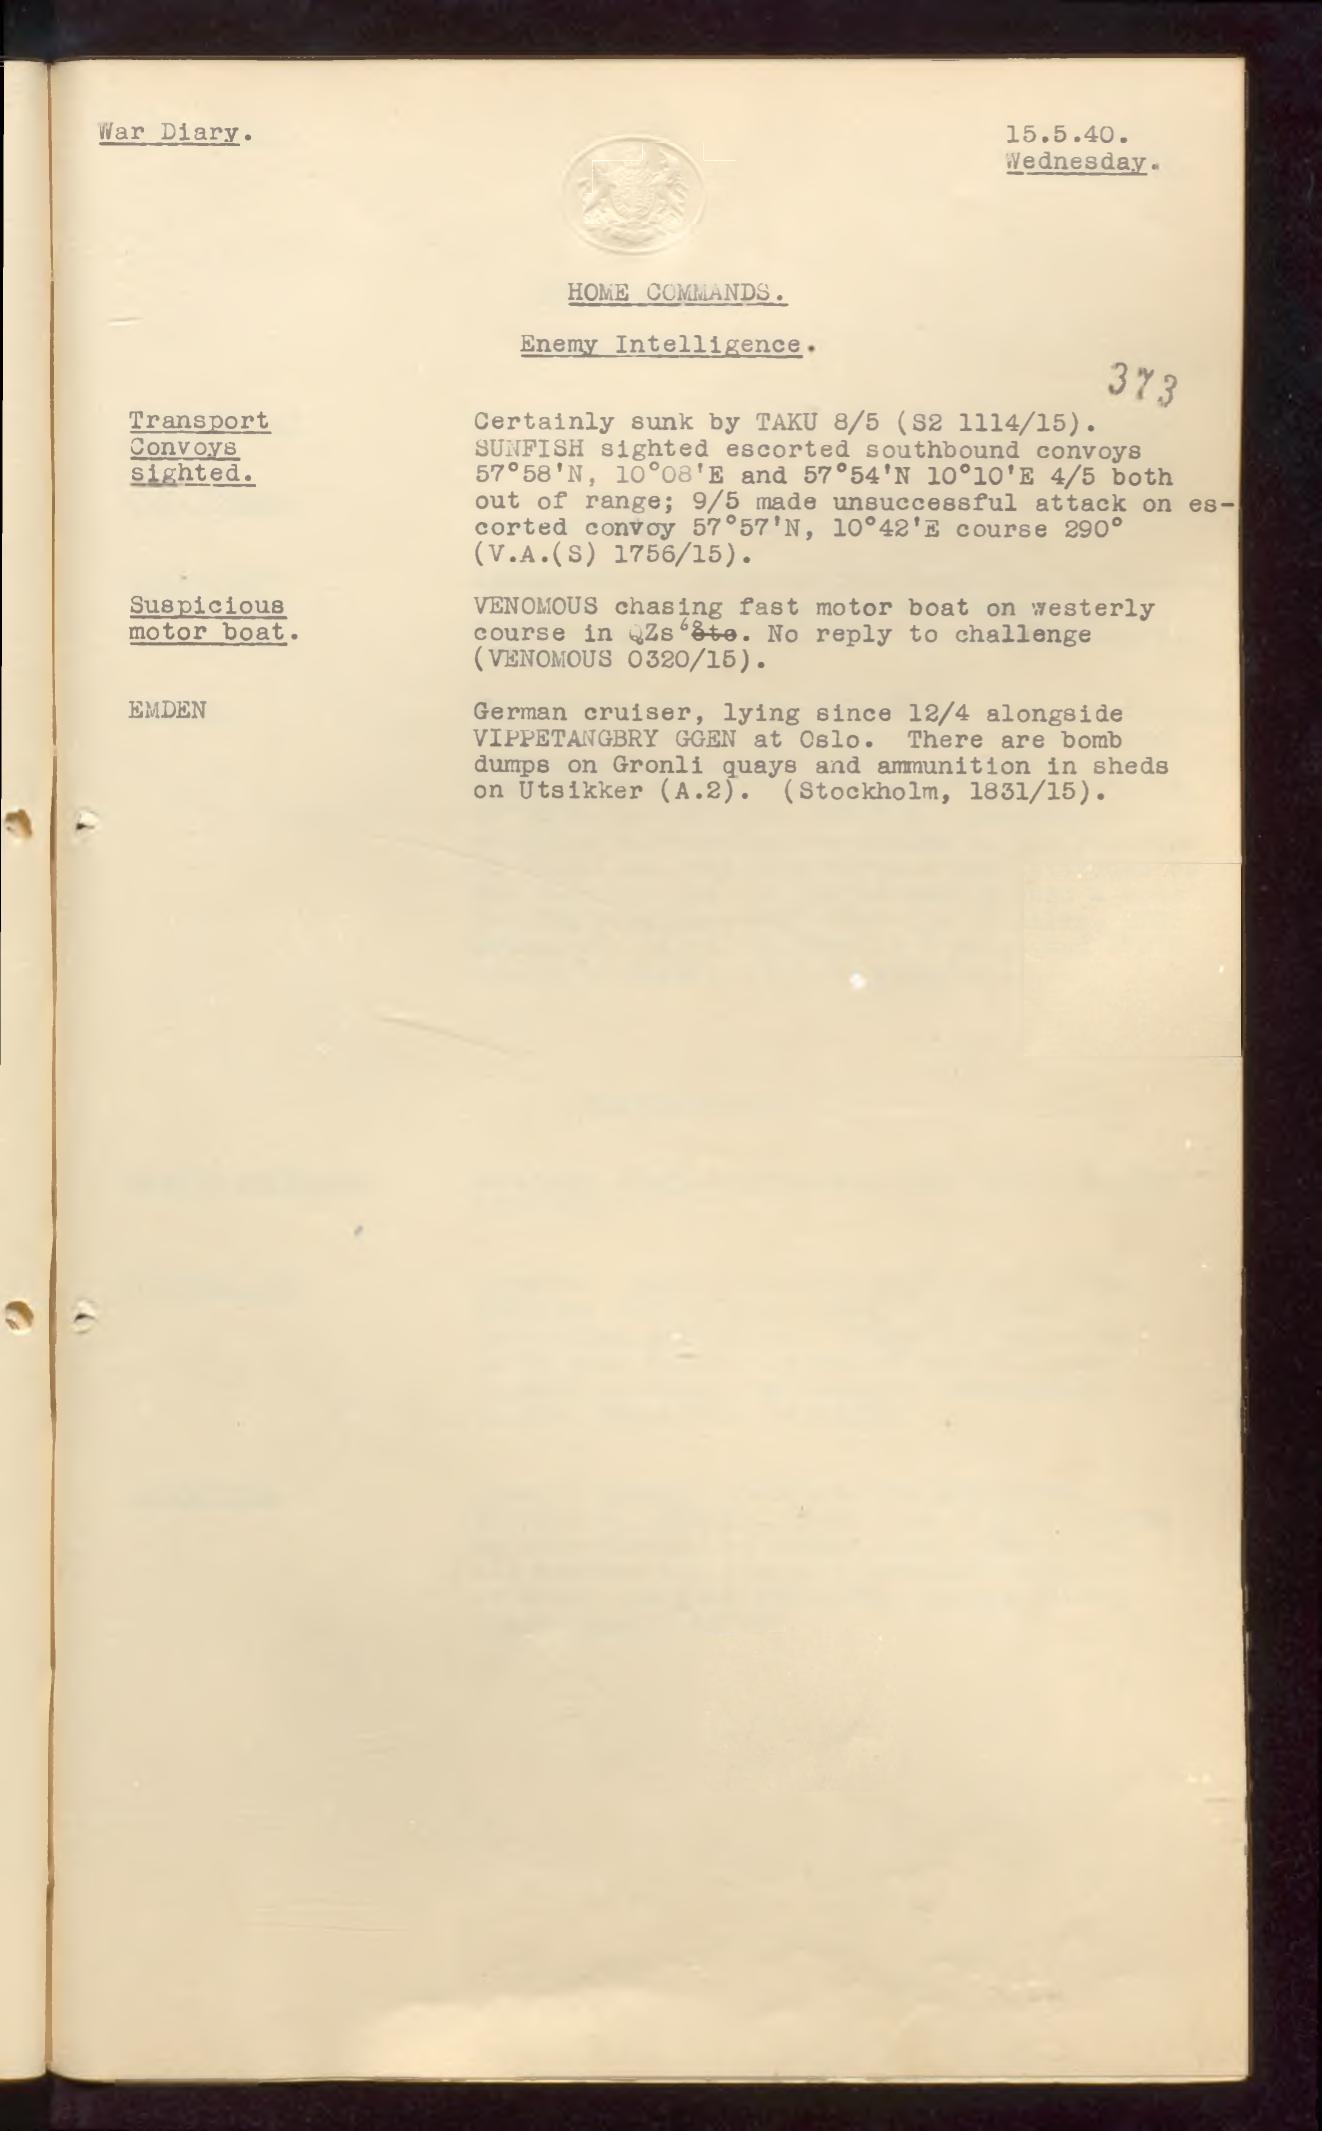 War Diary.
15.5.40.
Wednesday.
HOME COMMANDS.
Enemy Intelligence.
373
Transport
Convoys
sighted.
Certainly sunk by TAKU 8/5 (S2 1114/15).
SUNFISH sighted escorted southbound convoys
57°58'N, 10°08'E and 57°54'N 10°10'E 4/5 both
out of range; 9/5 made unsuccessful attack on es-
corted convoy 57°57'N, 10°42'E course 290°
(V.A.(S) 1756/15).
Suspicious
motor boat.
VENOMOUS chasing fast motor boat on westerly
course in QZs 6. No reply to challenge
(VENOMOUS 0320/15).
EMDEN
German cruiser, lying since 12/4 alongside
VIPPETANGBRY GGEN at Oslo. There are bomb
dumps on Gronli quays and ammunition in sheds
on Utsikker (A.2). (Stockholm, 1831/15).